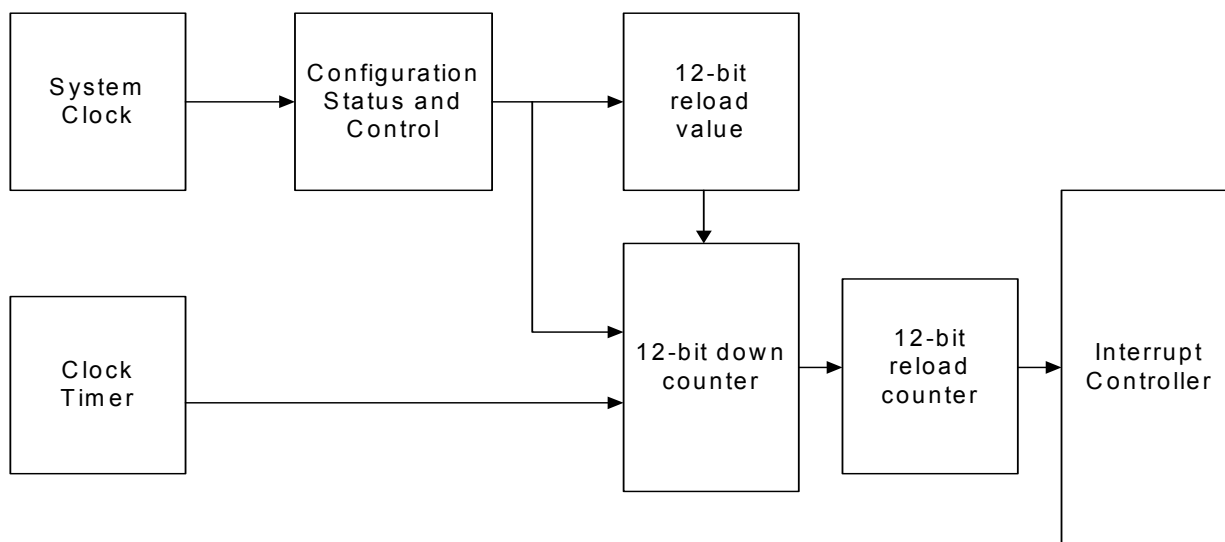 System
Clock
Configuration
Status and
Control
12-bit
reload
value
Clock
Timer
12-bit down
counter
12-bit
reload
counter
Interrupt
Controller